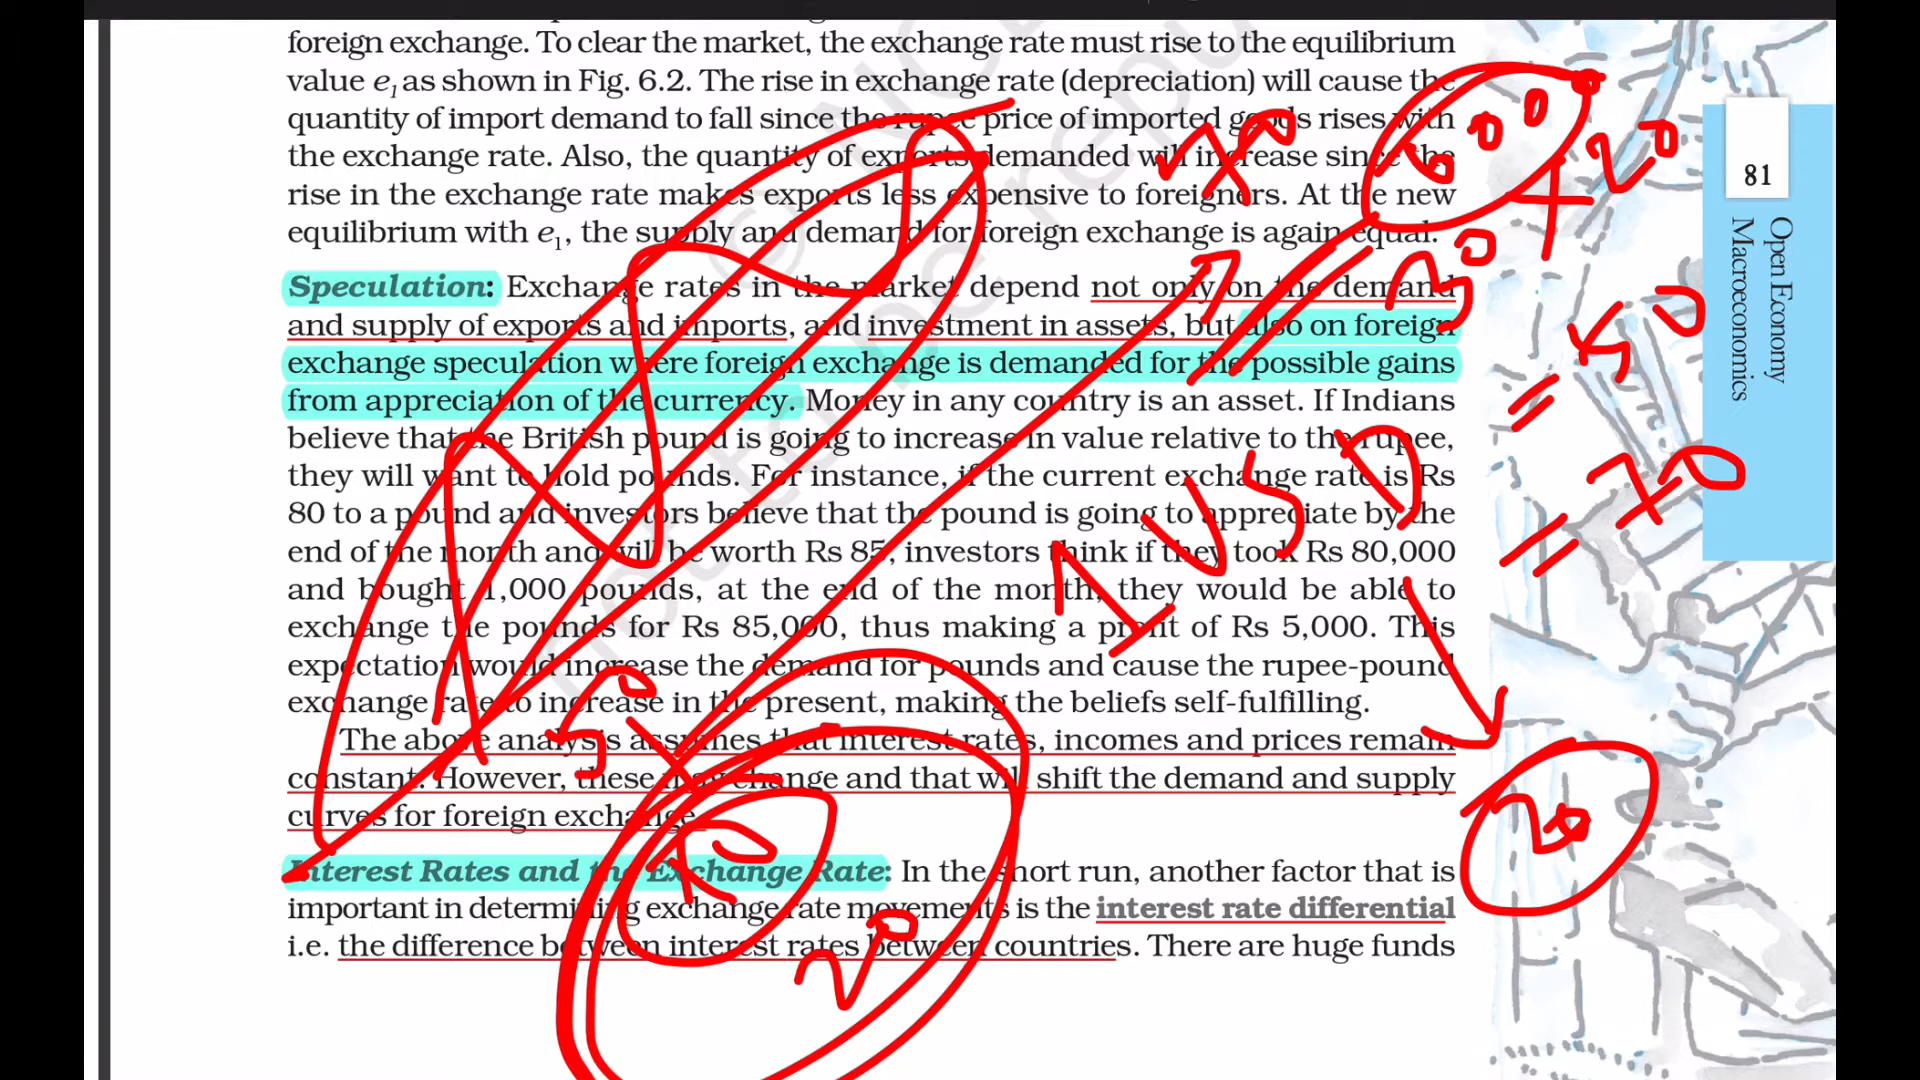 foreign exchange. To clear the market, the exchange rate must rise to the equilibrium
value e1 as shown in Fig. 6.2. The rise in exchange rate (depreciation) will cause the
quantity of import demand to fall since the rupee price of imported goods rises with
the exchange rate. Also, the quantity of exports demanded will increase since the
rise in the exchange rate makes exports less expensive to foreigners. At the new
equilibrium with e1, the supply and demand for foreign exchange is again equal.
Speculation: Exchange rates in the market depend not only on the demand
and supply of exports and imports, and investment in assets, but also on foreign
exchange speculation where foreign exchange is demanded for the possible gains
from appreciation of the currency. Money in any country is an asset. If Indians
believe that the British pound is going to increase in value relative to the rupee,
they will want to hold pounds. For instance, if the current exchange rate is Rs
80 to a pound and investors believe that the pound is going to appreciate by the
end of the month and will be worth Rs 85, investors think if they took Rs 80,000
and bought 1,000 pounds, at the end of the month, they would be able to
exchange the pounds for Rs 85,000, thus making a profit of Rs 5,000. This
expectation would increase the demand for pounds and cause the rupee-pound
exchange rate to increase in the present, making the beliefs self-fulfilling.
The above analysis assumes that interest rates, incomes and prices remain
constant. However, these may change and that will shift the demand and supply
curves for foreign exchange.
Interest Rates and the Exchange Rate: In the short run, another factor that is
important in determining exchange rate movements is the interest rate differential
i.e. the difference between interest rates between countries. There are huge funds
81
Open Economy
Macroeconomics
+ 20
30
= 50
1 USD = 70
20
50
20